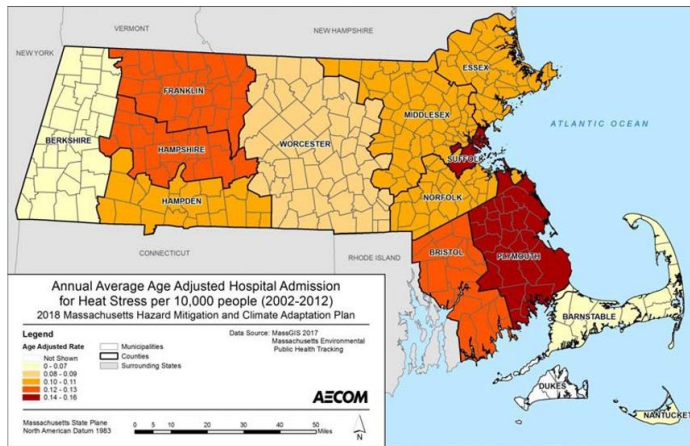 VERMONT
NEW HAMPSHIRE
NEW YORK
ESSEX
FRANKLIN
MIDDLESEX
ATLANTIC OCEAN
BERKSHIRE
HAMPSHIRE
WORCESTER
SUFFOLK
HAMPDEN
NORFOLK
CONNECTICUT
RHODE ISLAND
BRISTOL
PLYMOUTH
BARNSTABLE
DUKES
NANTUCKET
Annual Average Age Adjusted Hospital Admission
for Heat Stress per 10,000 people (2002-2012)
2018 Massachusetts Hazard Mitigation and Climate Adaptation Plan
Legend
Age Adjusted Rate
Not Shown
0 - 0.07
0.08 - 0.09
0.10 - 0.11
0.12 - 0.13
0.14 - 0.16
Municipalities
Counties
Surrounding States
Data Source: MassGIS 2017
Massachusetts Environmental
Public Health Tracking
AECOM
Massachusetts State Plane
North American Datum 1983
0 5 10 20 30 40 50
Miles
N